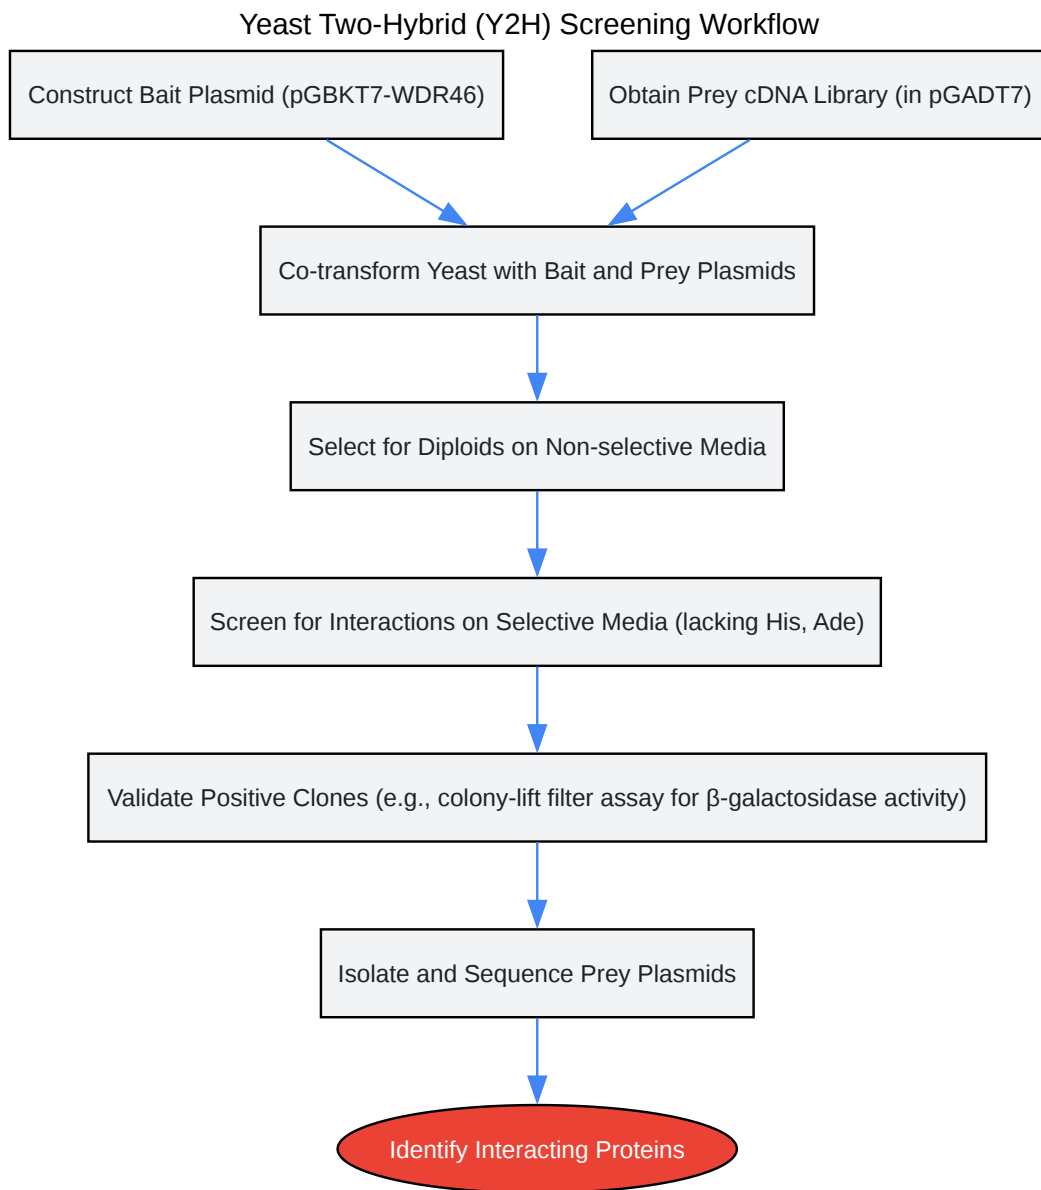 Yeast Two-Hybrid (Y2H) Screening Workflow
Construct Bait Plasmid (pGBKT7-WDR46)
Obtain Prey cDNA Library (in pGADT7)
Co-transform Yeast with Bait and Prey Plasmids
Select for Diploids on Non-selective Media
Screen for Interactions on Selective Media (lacking His, Ade)
Validate Positive Clones (e.g., colony-lift filter assay for β-galactosidase activity)
Isolate and Sequence Prey Plasmids
Identify Interacting Proteins